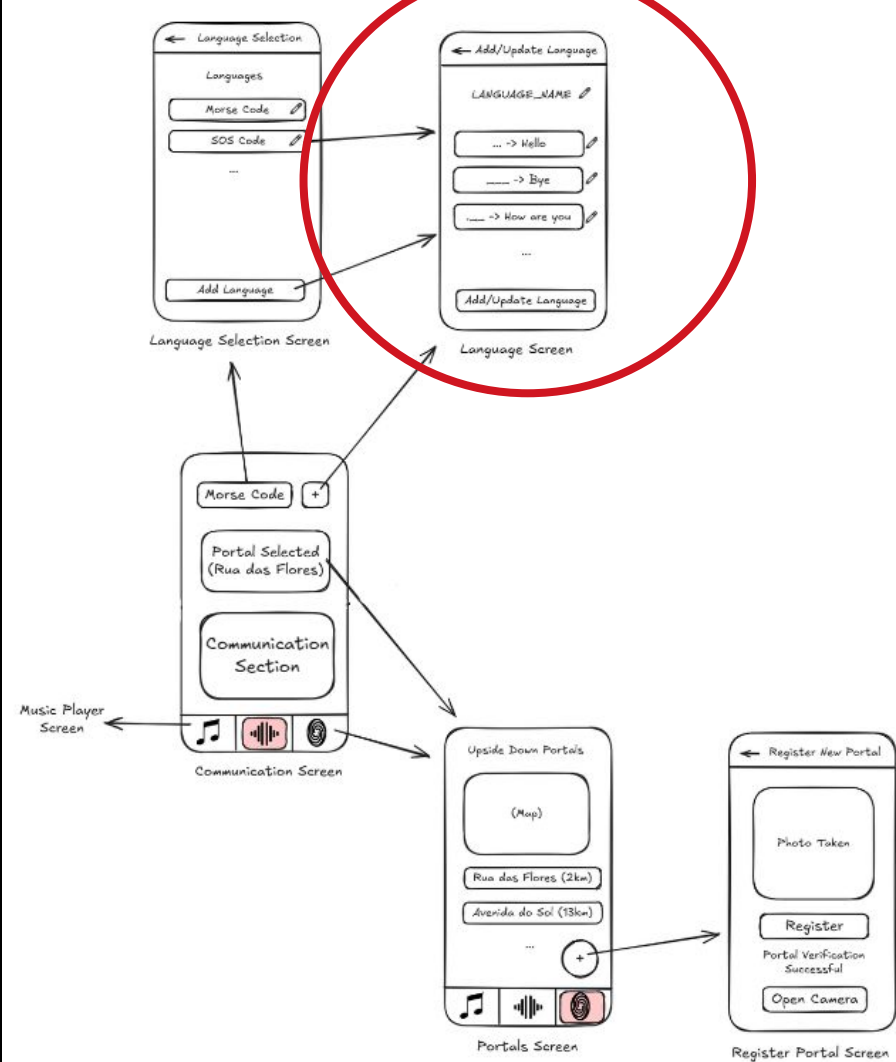 Language Selection
Languages
Morse Code
SOS Code
...
Add Language
Language Selection Screen
Add/Update Language
LANGUAGE_NAME
... -> Hello
___ -> Bye
.__ -> How are you
...
Add/Update Language
Language Screen
Morse Code
+
Portal Selected
(Rua das Flores)
Communication
Section
Music Player
Screen
Communication Screen
Upside Down Portals
(Map)
Rua das Flores (2km)
Avenida do Sol (13km)
...
+
Portals Screen
Register New Portal
Photo Taken
Register
Portal Verification
Successful
Open Camera
Register Portal Screen